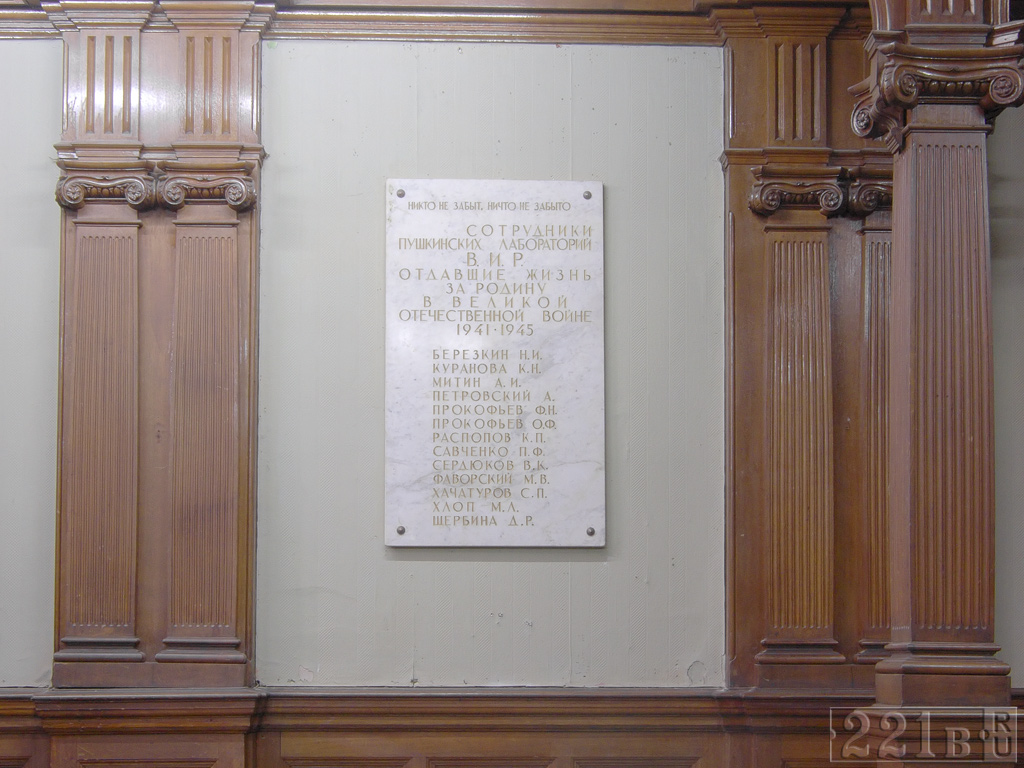 НИКТО НЕ ЗАБЫТ, НИЧТО НЕ ЗАБЫТО
СОТРУДНИКИ
ПУШКИНСКИХ ЛАБОРАТОРИЙ
В.И.Р.
ОТДАВШИЕ ЖИЗНЬ
ЗА РОДИНУ
В ВЕЛИКОЙ
ОТЕЧЕСТВЕННОЙ ВОЙНЕ
1941·1945
БЕРЕЗКИН Н.И.
КУРАНОВА К.Н.
МИТИН А.И.
ПЕТРОВСКИЙ А.
ПРОКОФЬЕВ Ф.Н.
ПРОКОФЬЕВ О.Ф.
РАСПОПОВ К.П.
САВЧЕНКО П.Ф.
СЕРДЮКОВ В.К.
ФАВОРСКИЙ М.В.
ХАЧАТУРОВ С.П.
ХЛОП М.Л.
ЩЕРБИНА Д.Р.
221B RU